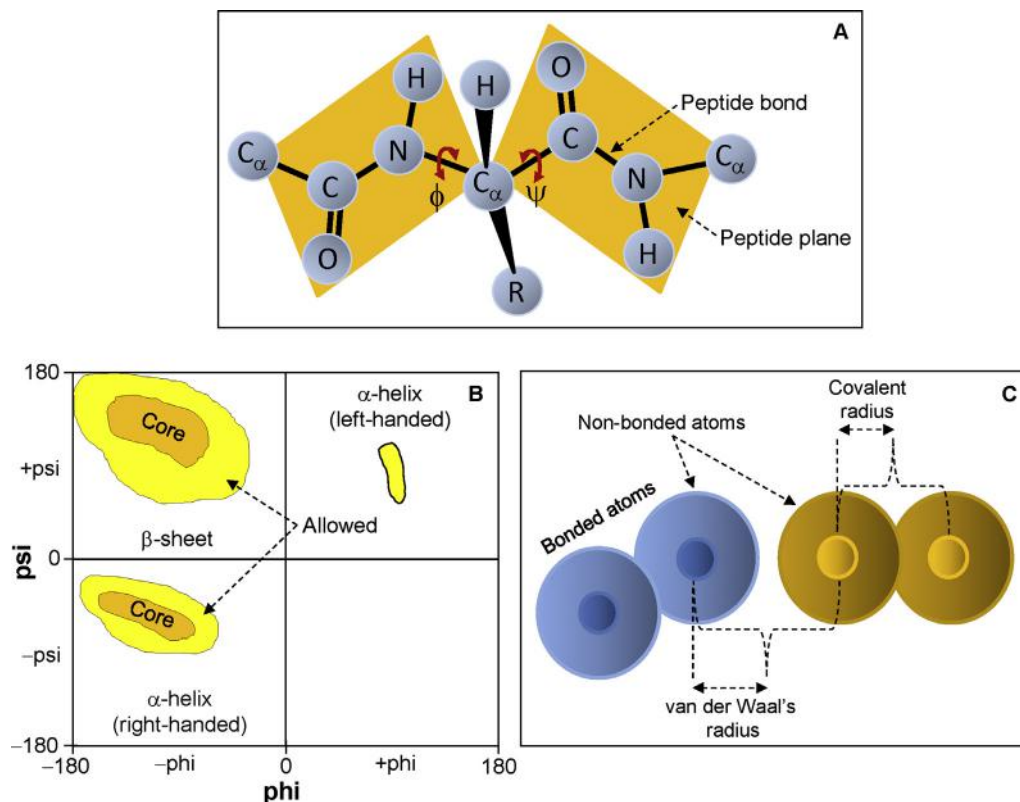 A
O
H
H
Peptide bond
C
N
Cα
Cα
C
ϕ
Cα
ψ
N
O
H
Peptide plane
R
180
B
α-helix
(left-handed)
Core
+psi
Allowed
β-sheet
psi
0
Core
−psi
α-helix
(right-handed)
−180
−180
−phi
0
+phi
180
phi
C
Covalent
radius
Non-bonded atoms
Bonded atoms
van der Waal's
radius